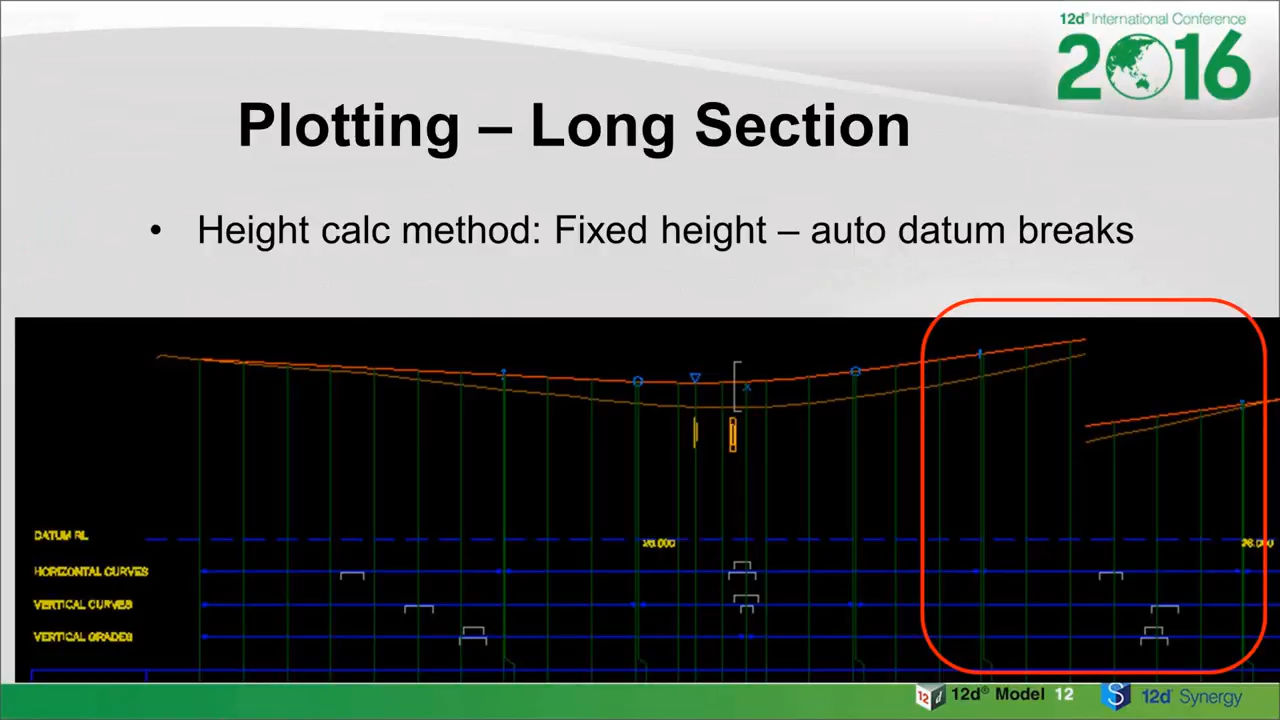 12d® International Conference
2016
Plotting – Long Section
• Height calc method: Fixed height – auto datum breaks
DATUM RL
HORIZONTAL CURVES
VERTICAL CURVES
VERTICAL GRADES
12d® Model 12
12d® Synergy